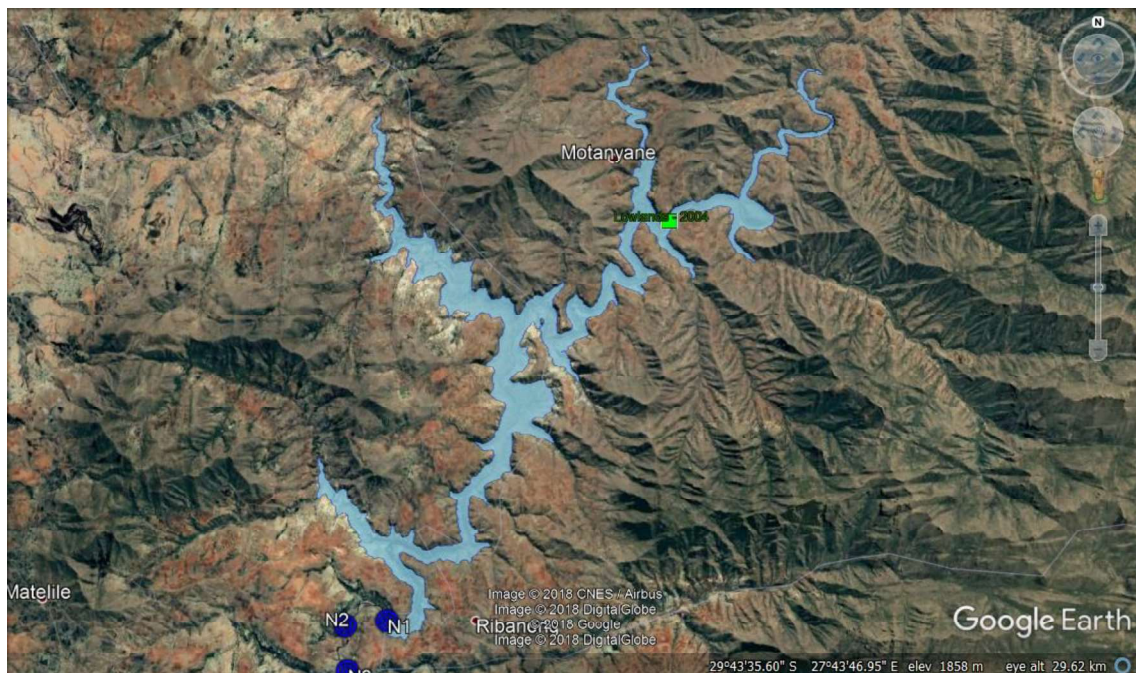 N
Motanyane
Lowlands - 2004
Matelile
N2
N1
Ribaneng
Image © 2018 CNES / Airbus
Image © 2018 DigitalGlobe
© 2018 Google
Image © 2018 DigitalGlobe
Google Earth
29°43'35.60" S 27°43'46.95" E elev 1858 m eye alt 29.62 km